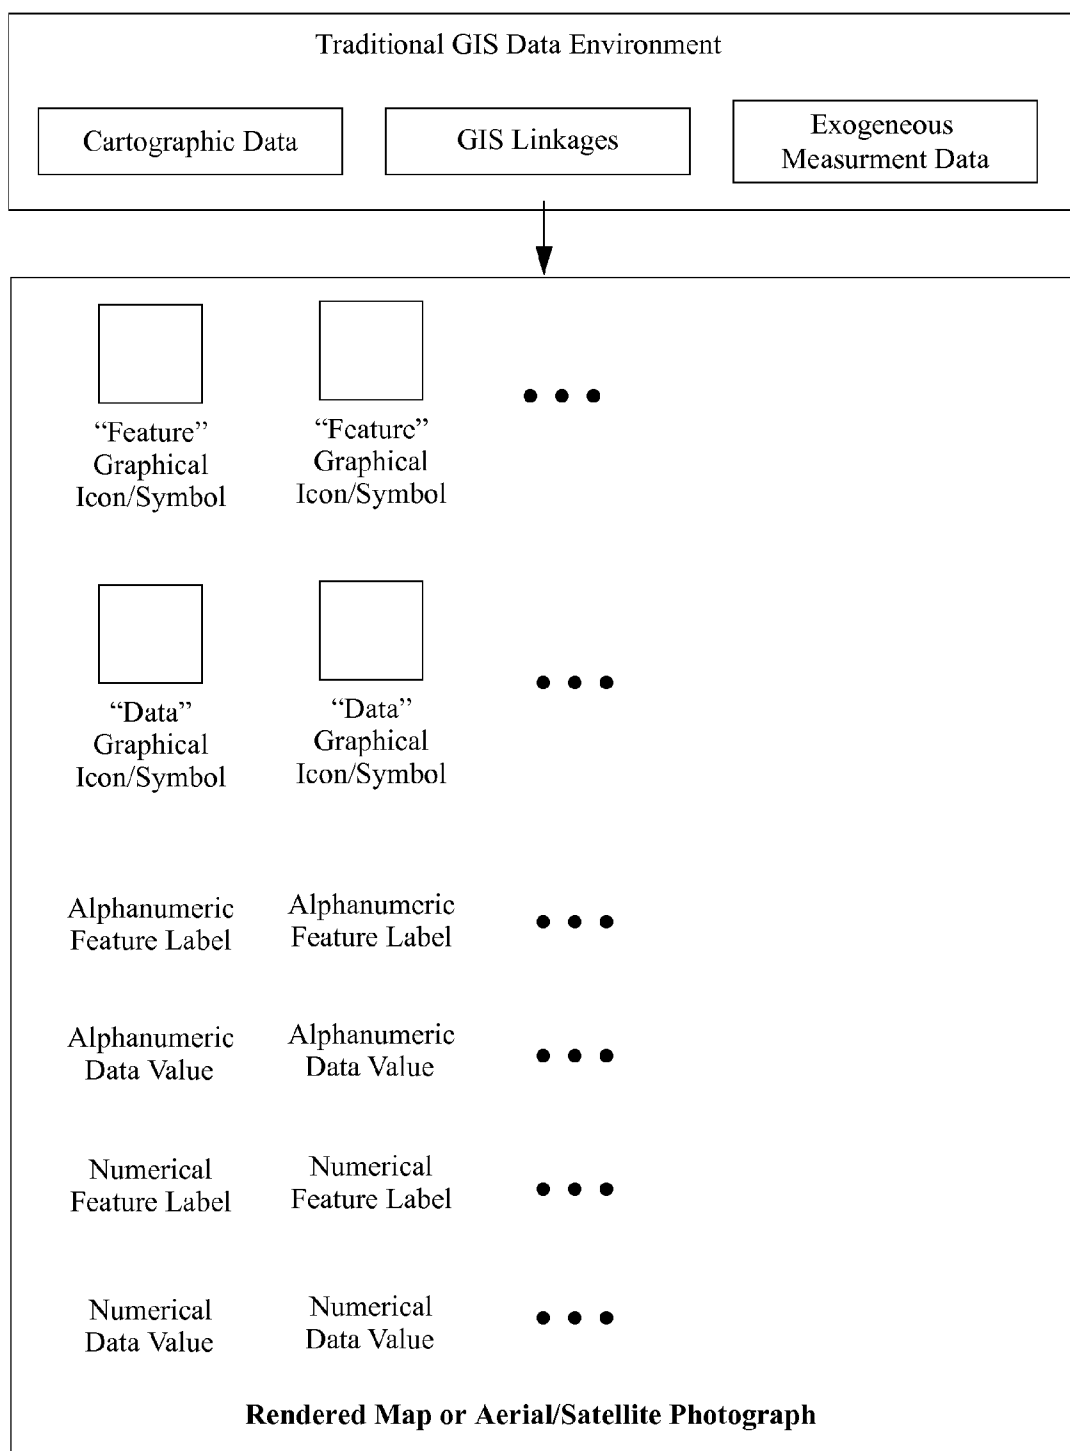 Traditional GIS Data Environment
Cartographic Data
GIS Linkages
Exogeneous
Measurment Data
“Feature”
Graphical
Icon/Symbol
“Feature”
Graphical
Icon/Symbol
“Data”
Graphical
Icon/Symbol
“Data”
Graphical
Icon/Symbol
Alphanumeric
Feature Label
Alphanumeric
Feature Label
Alphanumeric
Data Value
Alphanumeric
Data Value
Numerical
Feature Label
Numerical
Feature Label
Numerical
Data Value
Numerical
Data Value
Rendered Map or Aerial/Satellite Photograph